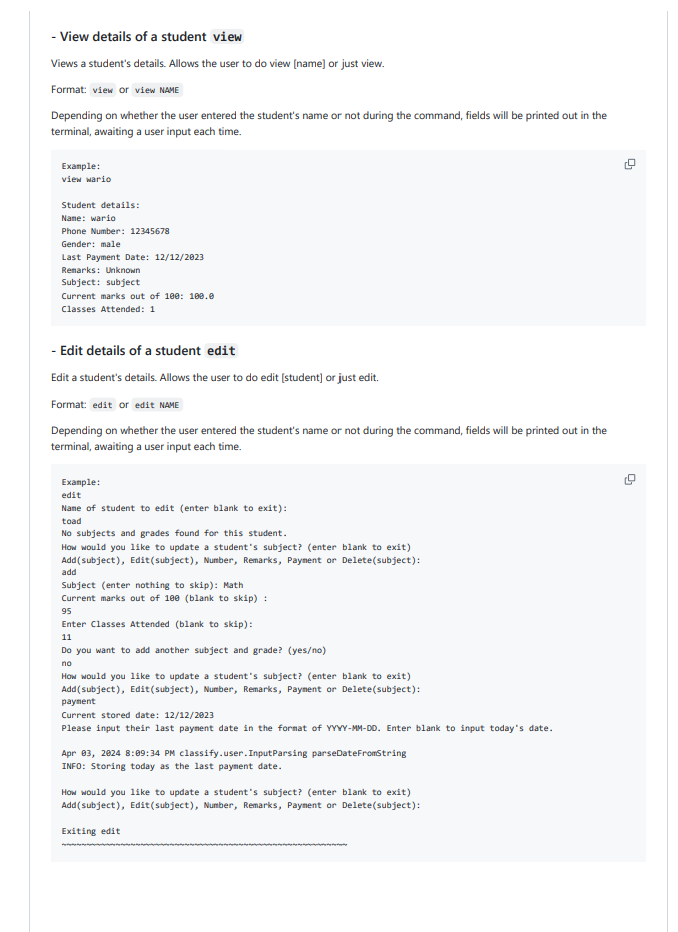 - View details of a student view
Views a student's details. Allows the user to do view [name] or just view.
Format: view or view NAME
Depending on whether the user entered the student's name or not during the command, fields will be printed out in the
terminal, awaiting a user input each time.
Example:
view wario
Student details:
Name: wario
Phone Number: 12345678
Gender: male
Last Payment Date: 12/12/2023
Remarks: Unknown
Subject: subject
Current marks out of 100: 100.0
Classes Attended: 1
- Edit details of a student edit
Edit a student's details. Allows the user to do edit [student] or just edit.
Format: edit or edit NAME
Depending on whether the user entered the student's name or not during the command, fields will be printed out in the
terminal, awaiting a user input each time.
Example:
edit
Name of student to edit (enter blank to exit):
toad
No subjects and grades found for this student.
How would you like to update a student's subject? (enter blank to exit)
Add(subject), Edit(subject), Number, Remarks, Payment or Delete(subject):
add
Subject (enter nothing to skip): Math
Current marks out of 100 (blank to skip) :
95
Enter Classes Attended (blank to skip):
11
Do you want to add another subject and grade? (yes/no)
no
How would you like to update a student's subject? (enter blank to exit)
Add(subject), Edit(subject), Number, Remarks, Payment or Delete(subject):
payment
Current stored date: 12/12/2023
Please input their last payment date in the format of YYYY-MM-DD. Enter blank to input today's date.
Apr 03, 2024 8:09:34 PM classify.user.InputParsing parseDateFromString
INFO: Storing today as the last payment date.
How would you like to update a student's subject? (enter blank to exit)
Add(subject), Edit(subject), Number, Remarks, Payment or Delete(subject):
Exiting edit
~~~~~~~~~~~~~~~~~~~~~~~~~~~~~~~~~~~~~~~~~~~~~~~~~~~~~~~~~~